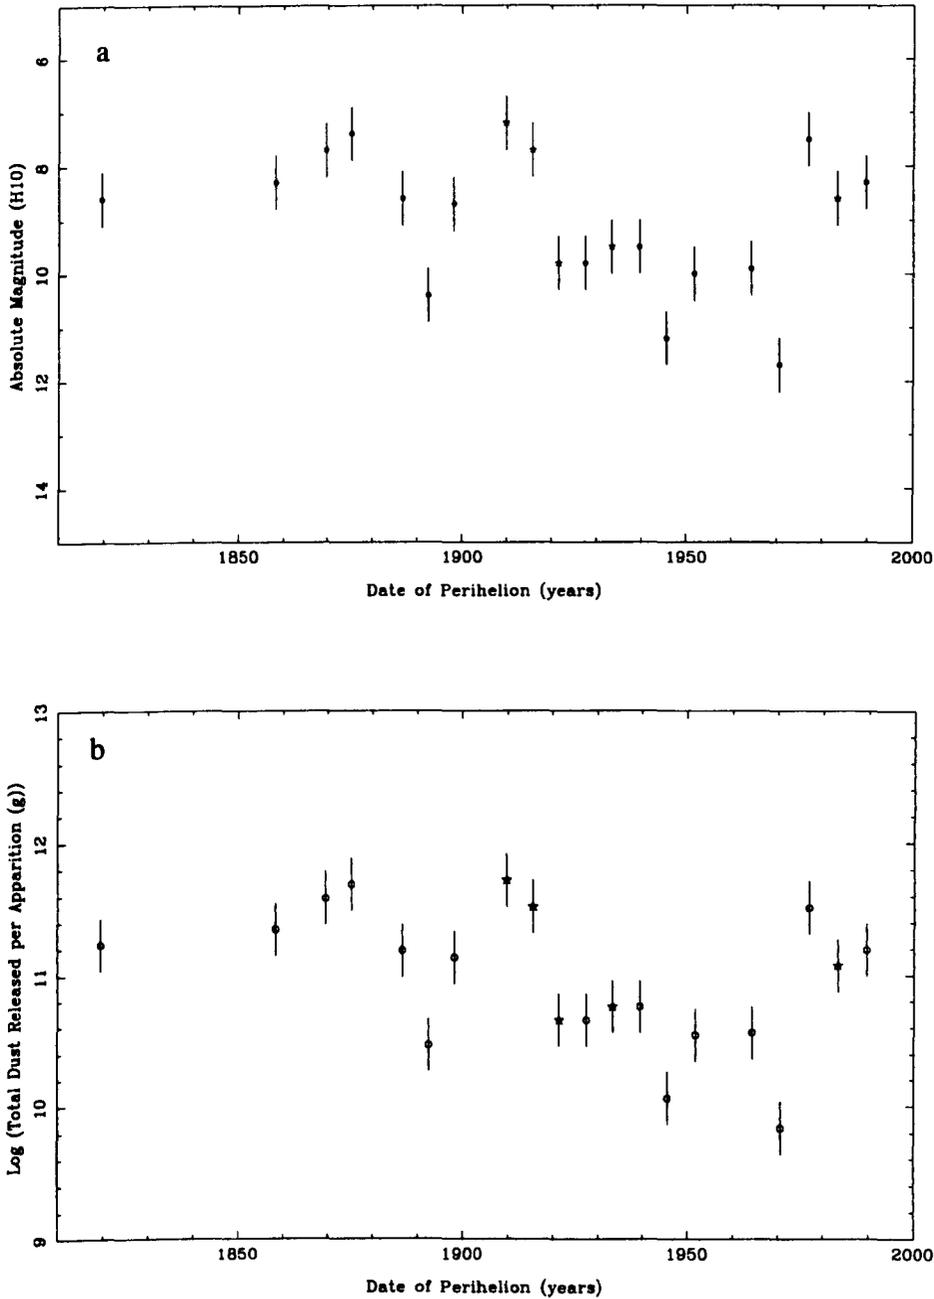 a
6
8
10
12
14
Absolute Magnitude (H10)
1850 1900 1950 2000
Date of Perihelion (years)
b
13
12
11
10
9
Log (Total Dust Released per Apparition (g))
1850 1900 1950 2000
Date of Perihelion (years)